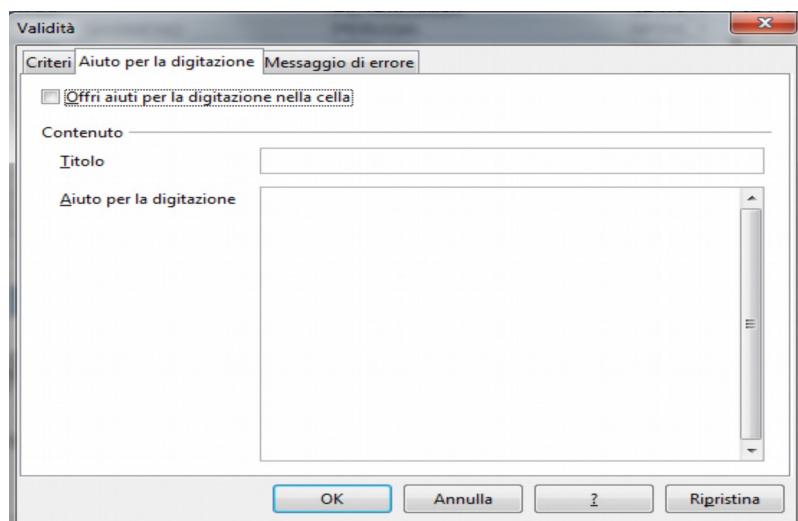 Validità
Criteri Aiuto per la digitazione Messaggio di errore
Offri aiuti per la digitazione nella cella
Contenuto
Titolo
Aiuto per la digitazione
OK Annulla ? Ripristina